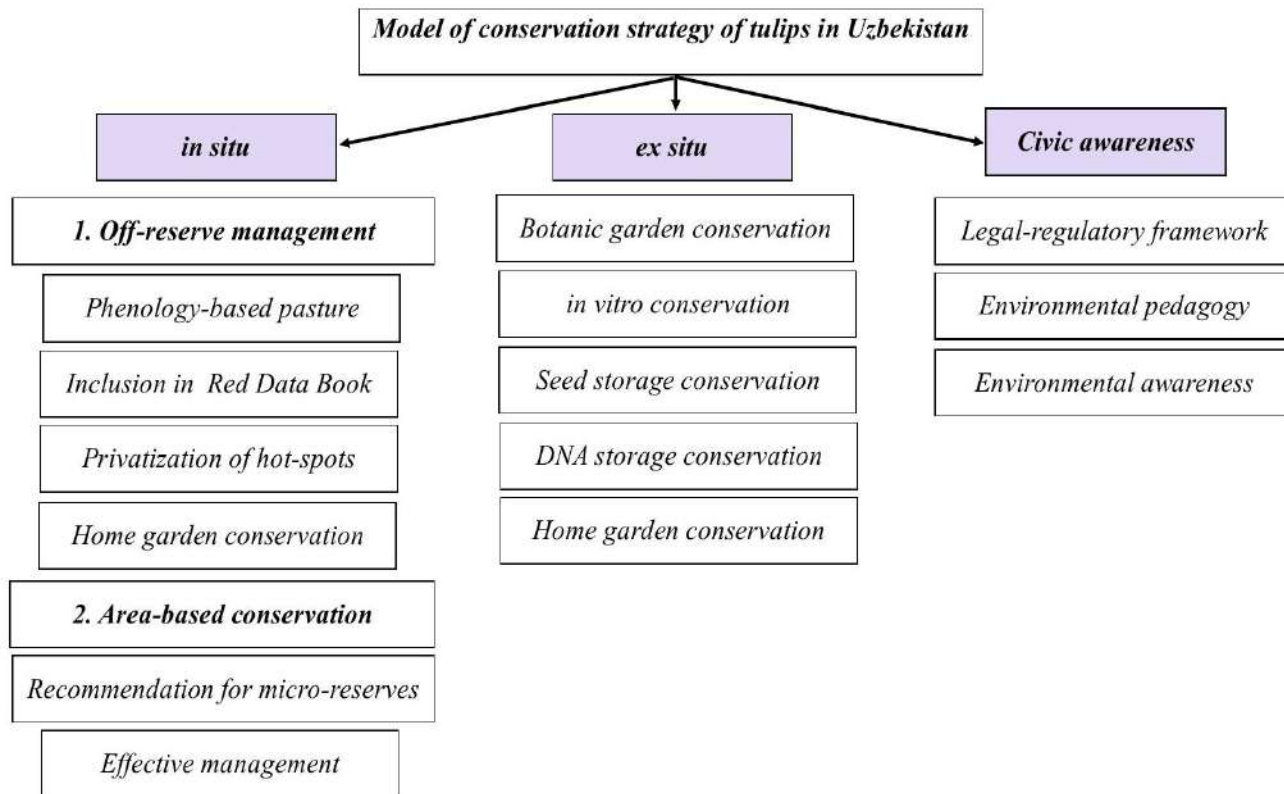 Model of conservation strategy of tulips in Uzbekistan
in situ
1. Off-reserve management
Phenology-based pasture
Inclusion in Red Data Book
Privatization of hot-spots
Home garden conservation
2. Area-based conservation
Recommendation for micro-reserves
Effective management
ex situ
Botanic garden conservation
in vitro conservation
Seed storage conservation
DNA storage conservation
Home garden conservation
Civic awareness
Legal-regulatory framework
Environmental pedagogy
Environmental awareness